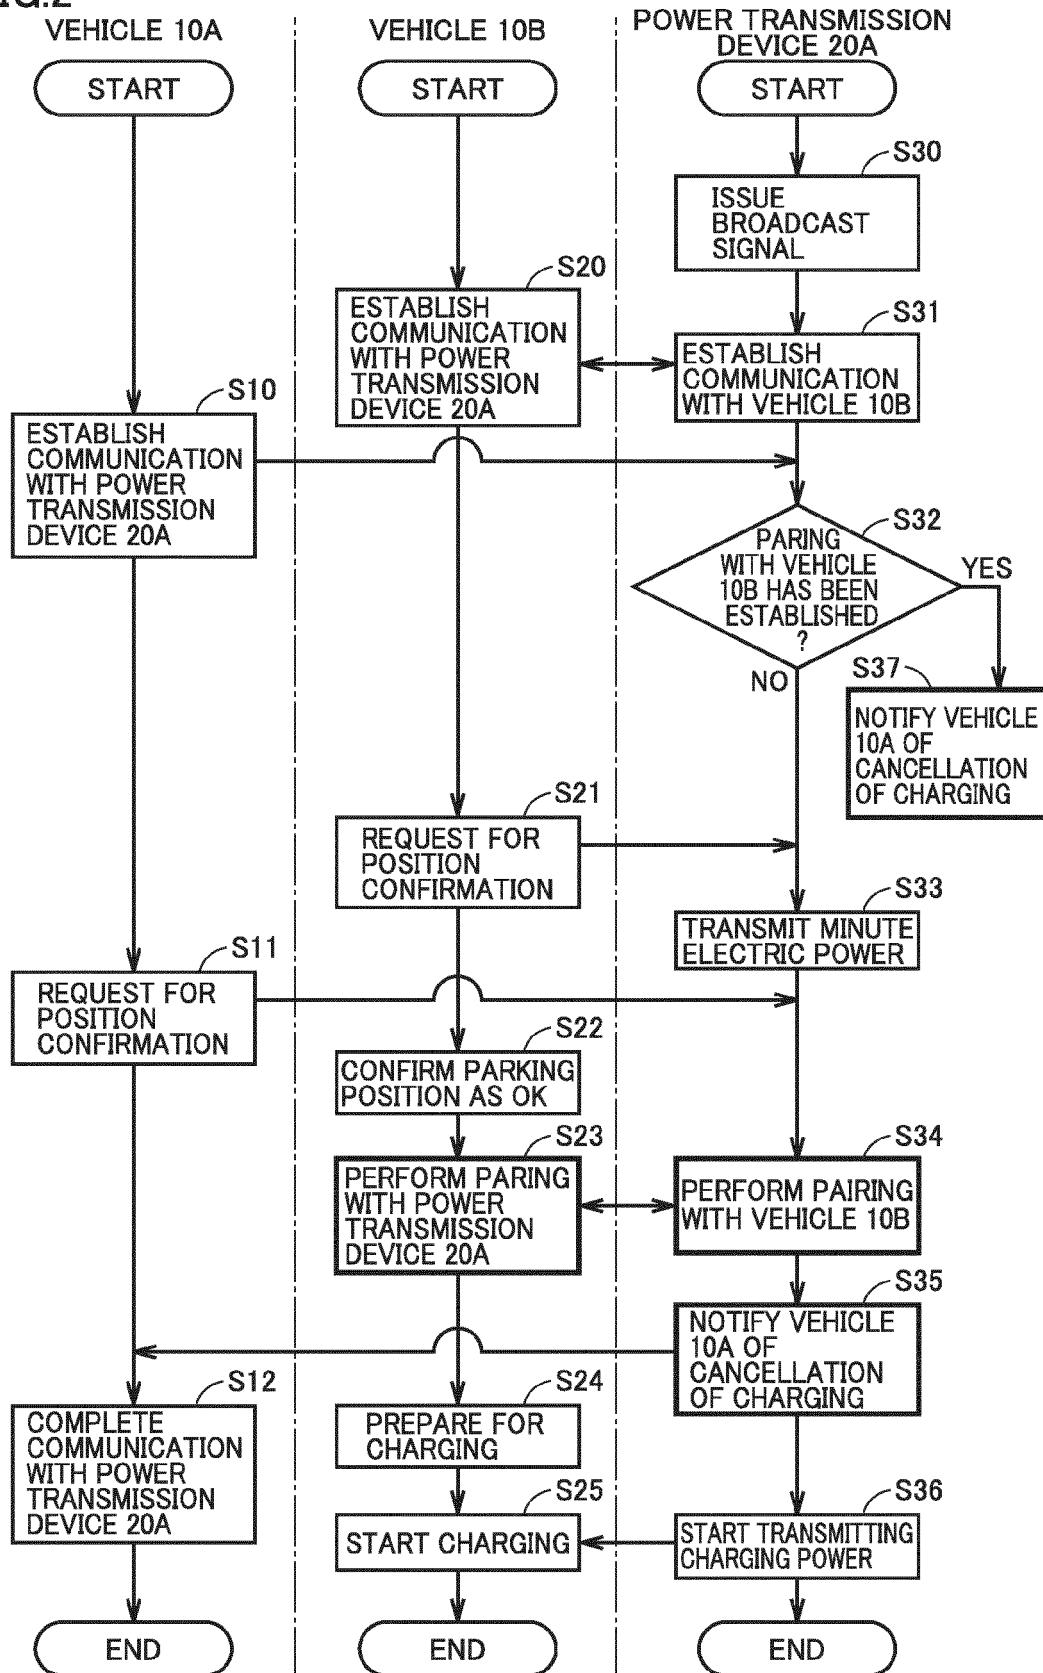 FIG.2
VEHICLE 10A
VEHICLE 10B
POWER TRANSMISSION
DEVICE 20A
START
START
START
S30
ISSUE
BROADCAST
SIGNAL
S20
ESTABLISH
COMMUNICATION
WITH POWER
TRANSMISSION
DEVICE 20A
S31
ESTABLISH
COMMUNICATION
WITH VEHICLE 10B
S10
ESTABLISH
COMMUNICATION
WITH POWER
TRANSMISSION
DEVICE 20A
S32
PARING
WITH VEHICLE
10B HAS BEEN
ESTABLISHED
?
YES
NO
S37
NOTIFY VEHICLE
10A OF
CANCELLATION
OF CHARGING
S21
REQUEST FOR
POSITION
CONFIRMATION
S33
TRANSMIT MINUTE
ELECTRIC POWER
S11
REQUEST FOR
POSITION
CONFIRMATION
S22
CONFIRM PARKING
POSITION AS OK
S23
PERFORM PARING
WITH POWER
TRANSMISSION
DEVICE 20A
S34
PERFORM PAIRING
WITH VEHICLE 10B
S35
NOTIFY VEHICLE
10A OF
CANCELLATION
OF CHARGING
S12
COMPLETE
COMMUNICATION
WITH POWER
TRANSMISSION
DEVICE 20A
S24
PREPARE FOR
CHARGING
S25
START CHARGING
S36
START TRANSMITTING
CHARGING POWER
END
END
END